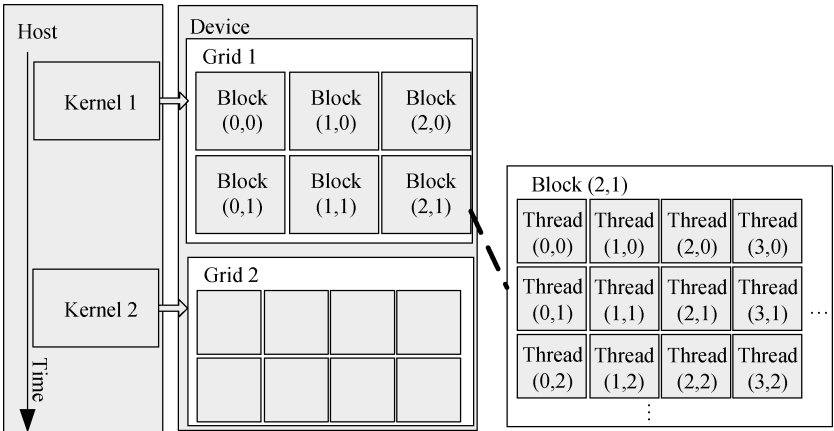 Host
Device
Grid 1
Kernel 1
Block Block Block
(0,0) (1,0) (2,0)
Block Block Block
(0,1) (1,1) (2,1)
Block (2,1)
Thread Thread Thread Thread
(0,0) (1,0) (2,0) (3,0)
Thread Thread Thread Thread
(0,1) (1,1) (2,1) (3,1) ...
Thread Thread Thread Thread
(0,2) (1,2) (2,2) (3,2)
⋮
Grid 2
Kernel 2
Time